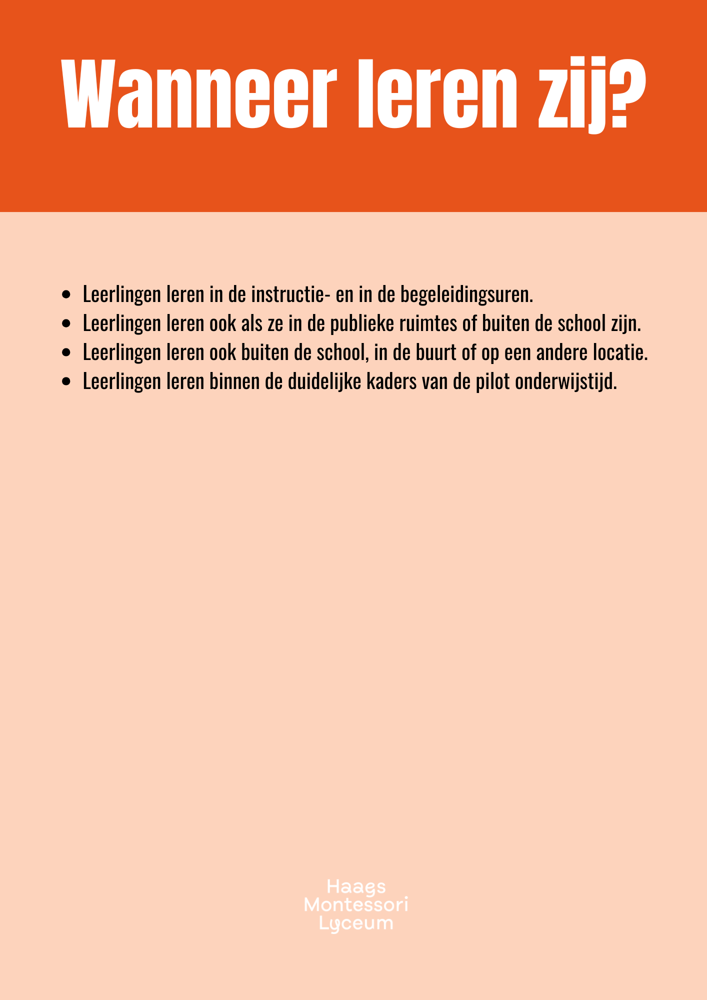 Wanneer leren zij?
• Leerlingen leren in de instructie- en in de begeleidingsuren.
• Leerlingen leren ook als ze in de publieke ruimtes of buiten de school zijn.
• Leerlingen leren ook buiten de school, in de buurt of op een andere locatie.
• Leerlingen leren binnen de duidelijke kaders van de pilot onderwijstijd.
Haags
Montessori
Lyceum